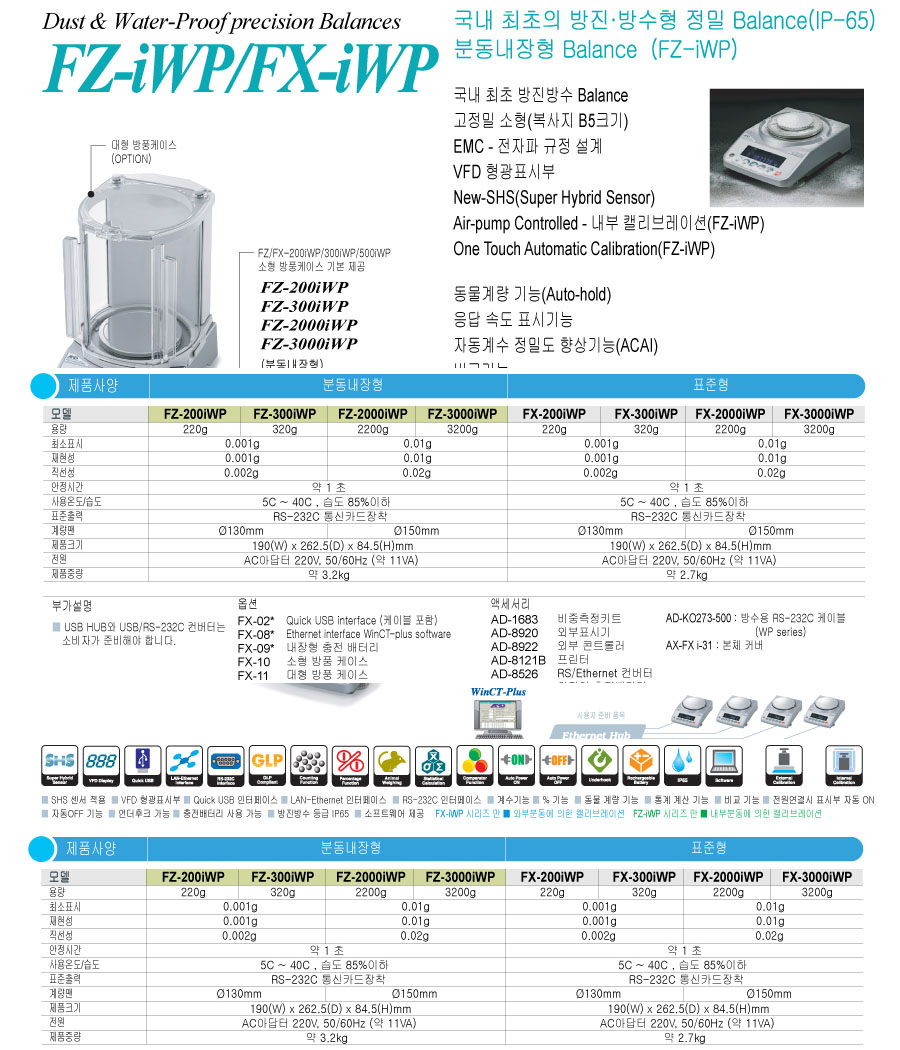 Dust & Water-Proof precision Balances
FZ-iWP/FX-iWP
국내 최초의 방진·방수형 정밀 Balance(IP-65)
분동내장형 Balance (FZ-iWP)
국내 최초 방진방수 Balance
고정밀 소형(복사지 B5크기)
EMC - 전자파 규정 설계
VFD 형광표시부
New-SHS(Super Hybrid Sensor)
Air-pump Controlled - 내부 캘리브레이션(FZ-iWP)
One Touch Automatic Calibration(FZ-iWP)
동물계량 기능(Auto-hold)
응답 속도 표시기능
자동계수 정밀도 향상기능(ACAI)
대형 방풍케이스
(OPTION)
FZ/FX-200iWP/300iWP/500iWP
소형 방풍케이스 기본 제공
FZ-200iWP
FZ-300iWP
FZ-2000iWP
FZ-3000iWP
(분동내장형)
제품사양 분동내장형 표준형
모델 FZ-200iWP FZ-300iWP FZ-2000iWP FZ-3000iWP FX-200iWP FX-300iWP FX-2000iWP FX-3000iWP
용량 220g 320g 2200g 3200g 220g 320g 2200g 3200g
최소표시 0.001g 0.01g 0.001g 0.01g
재현성 0.001g 0.01g 0.001g 0.01g
직선성 0.002g 0.02g 0.002g 0.02g
안정시간 약 1 초 약 1 초
사용온도/습도 5C ~ 40C , 습도 85%이하 5C ~ 40C , 습도 85%이하
표준출력 RS-232C 통신카드장착 RS-232C 통신카드장착
계량팬 Ø130mm Ø150mm Ø130mm Ø150mm
제품크기 190(W) x 262.5(D) x 84.5(H)mm 190(W) x 262.5(D) x 84.5(H)mm
전원 AC아답터 220V, 50/60Hz (약 11VA) AC아답터 220V, 50/60Hz (약 11VA)
제품중량 약 3.2kg 약 2.7kg
부가설명
■ USB HUB와 USB/RS-232C 컨버터는
소비자가 준비해야 합니다.
옵션
FX-02* Quick USB interface (케이블 포함)
FX-08* Ethernet interface WinCT-plus software
FX-09* 내장형 충전 배터리
FX-10 소형 방풍 케이스
FX-11 대형 방풍 케이스
액세서리
AD-1683 비중측정키트
AD-8920 외부표시기
AD-8922 외부 콘트롤러
AD-8121B 프린터
AD-8526 RS/Ethernet 컨버터
AD-KO273-500 : 방수용 RS-232C 케이블
(WP series)
AX-FX i-31 : 본체 커버
WinCT-Plus
사용자 준비 품목
Ethernet Hub
SHS Super Hybrid Sensor
888 VFD Display
Quick USB
LAN-Ethernet Interface
RS-232C Interface
GLP GLP Compliant
Counting Function
% Percentage Function
Animal Weighing
Statistical Calculation
Comparator Function
ON Auto Power ON
OFF Auto Power OFF
Underhook
Rechargeable Battery
IP65
Software
External Calibration
Internal Calibration
■ SHS 센서 적용 ■ VFD 형광표시부 ■ Quick USB 인터페이스 ■ LAN-Ethernet 인터페이스 ■ RS-232C 인터페이스 ■ 계수기능 ■ % 기능 ■ 동물 계량 기능 ■ 통계 계산 기능 ■ 비교 기능 ■ 전원연결시 표시부 자동 ON
■ 자동OFF 기능 ■ 언더후크 기능 ■ 충전배터리 사용 가능 ■ 방진방수 등급 IP65 ■ 소프트웨어 제공 FX-iWP 시리즈 만 ■ 외부분동에 의한 캘리브레이션 FZ-iWP 시리즈 만 ■ 내부분동에 의한 캘리브레이션
제품사양 분동내장형 표준형
모델 FZ-200iWP FZ-300iWP FZ-2000iWP FZ-3000iWP FX-200iWP FX-300iWP FX-2000iWP FX-3000iWP
용량 220g 320g 2200g 3200g 220g 320g 2200g 3200g
최소표시 0.001g 0.01g 0.001g 0.01g
재현성 0.001g 0.01g 0.001g 0.01g
직선성 0.002g 0.02g 0.002g 0.02g
안정시간 약 1 초 약 1 초
사용온도/습도 5C ~ 40C , 습도 85%이하 5C ~ 40C , 습도 85%이하
표준출력 RS-232C 통신카드장착 RS-232C 통신카드장착
계량팬 Ø130mm Ø150mm Ø130mm Ø150mm
제품크기 190(W) x 262.5(D) x 84.5(H)mm 190(W) x 262.5(D) x 84.5(H)mm
전원 AC아답터 220V, 50/60Hz (약 11VA) AC아답터 220V, 50/60Hz (약 11VA)
제품중량 약 3.2kg 약 2.7kg